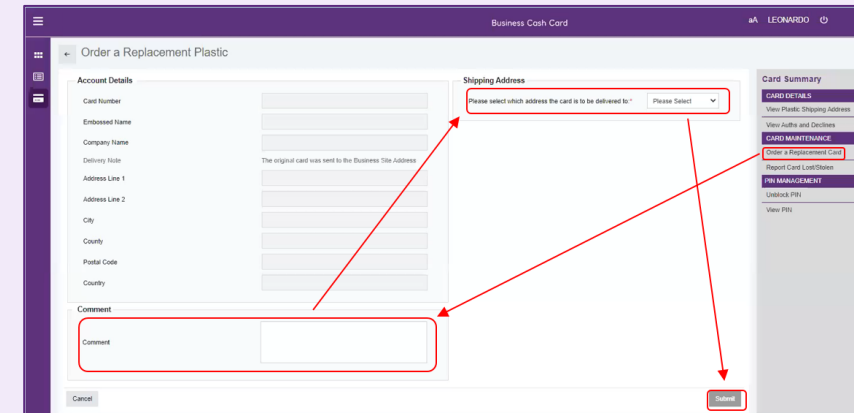 Business Cash Card
aA LEONARDO
Order a Replacement Plastic
Account Details
Card Number
Embossed Name
Company Name
Delivery Note The original card was sent to the Business Site Address
Address Line 1
Address Line 2
City
County
Postal Code
Country
Comment
Comment
Cancel
Shipping Address
Please select which address the card is to be delivered to:* Please Select
Submit
Card Summary
CARD DETAILS
View Plastic Shipping Address
View Auths and Declines
CARD MAINTENANCE
Order a Replacement Card
Report Card Lost/Stolen
PIN MANAGEMENT
Unblock PIN
View PIN